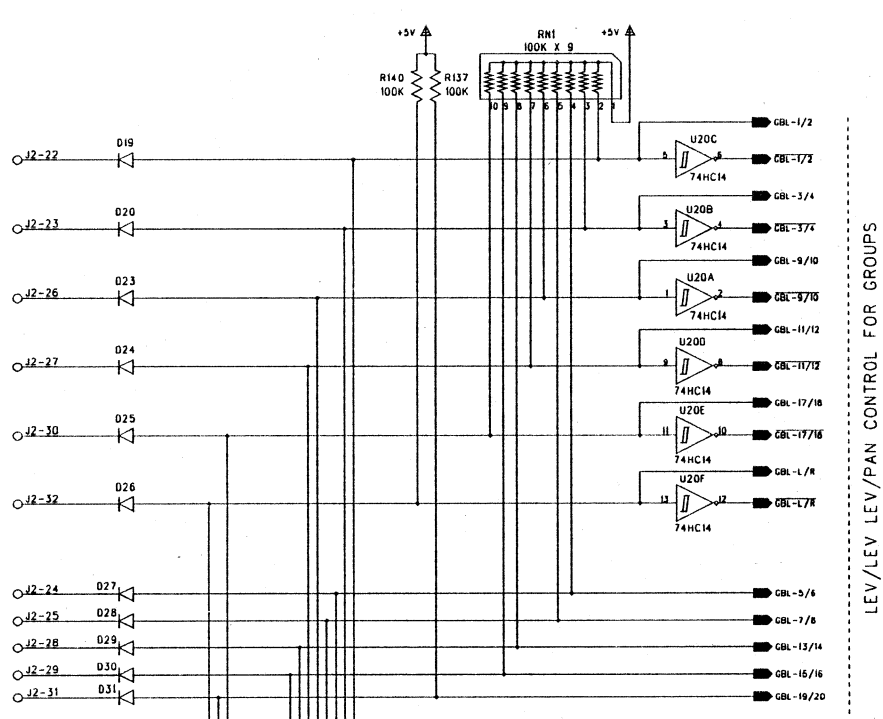 +5V
RN1
100K X 9
+5V
R140
100K
R137
100K
10 9 8 7 6 5 4 3 2 1
GBL-1/2
J2-22
D19
5
U20C
6
74HC14
GBL-1/2
GBL-3/4
J2-23
D20
3
U20B
4
74HC14
GBL-3/4
GBL-9/10
J2-26
D23
1
U20A
2
74HC14
GBL-9/10
GBL-11/12
J2-27
D24
9
U20D
8
74HC14
GBL-11/12
GBL-17/18
J2-30
D25
11
U20E
10
74HC14
GBL-17/18
GBL-L/R
J2-32
D26
13
U20F
12
74HC14
GBL-L/R
J2-24
D27
GBL-5/6
J2-25
D28
GBL-7/8
J2-28
D29
GBL-13/14
J2-29
D30
GBL-15/16
J2-31
D31
GBL-19/20
LEV/LEV LEV/PAN CONTROL FOR GROUPS